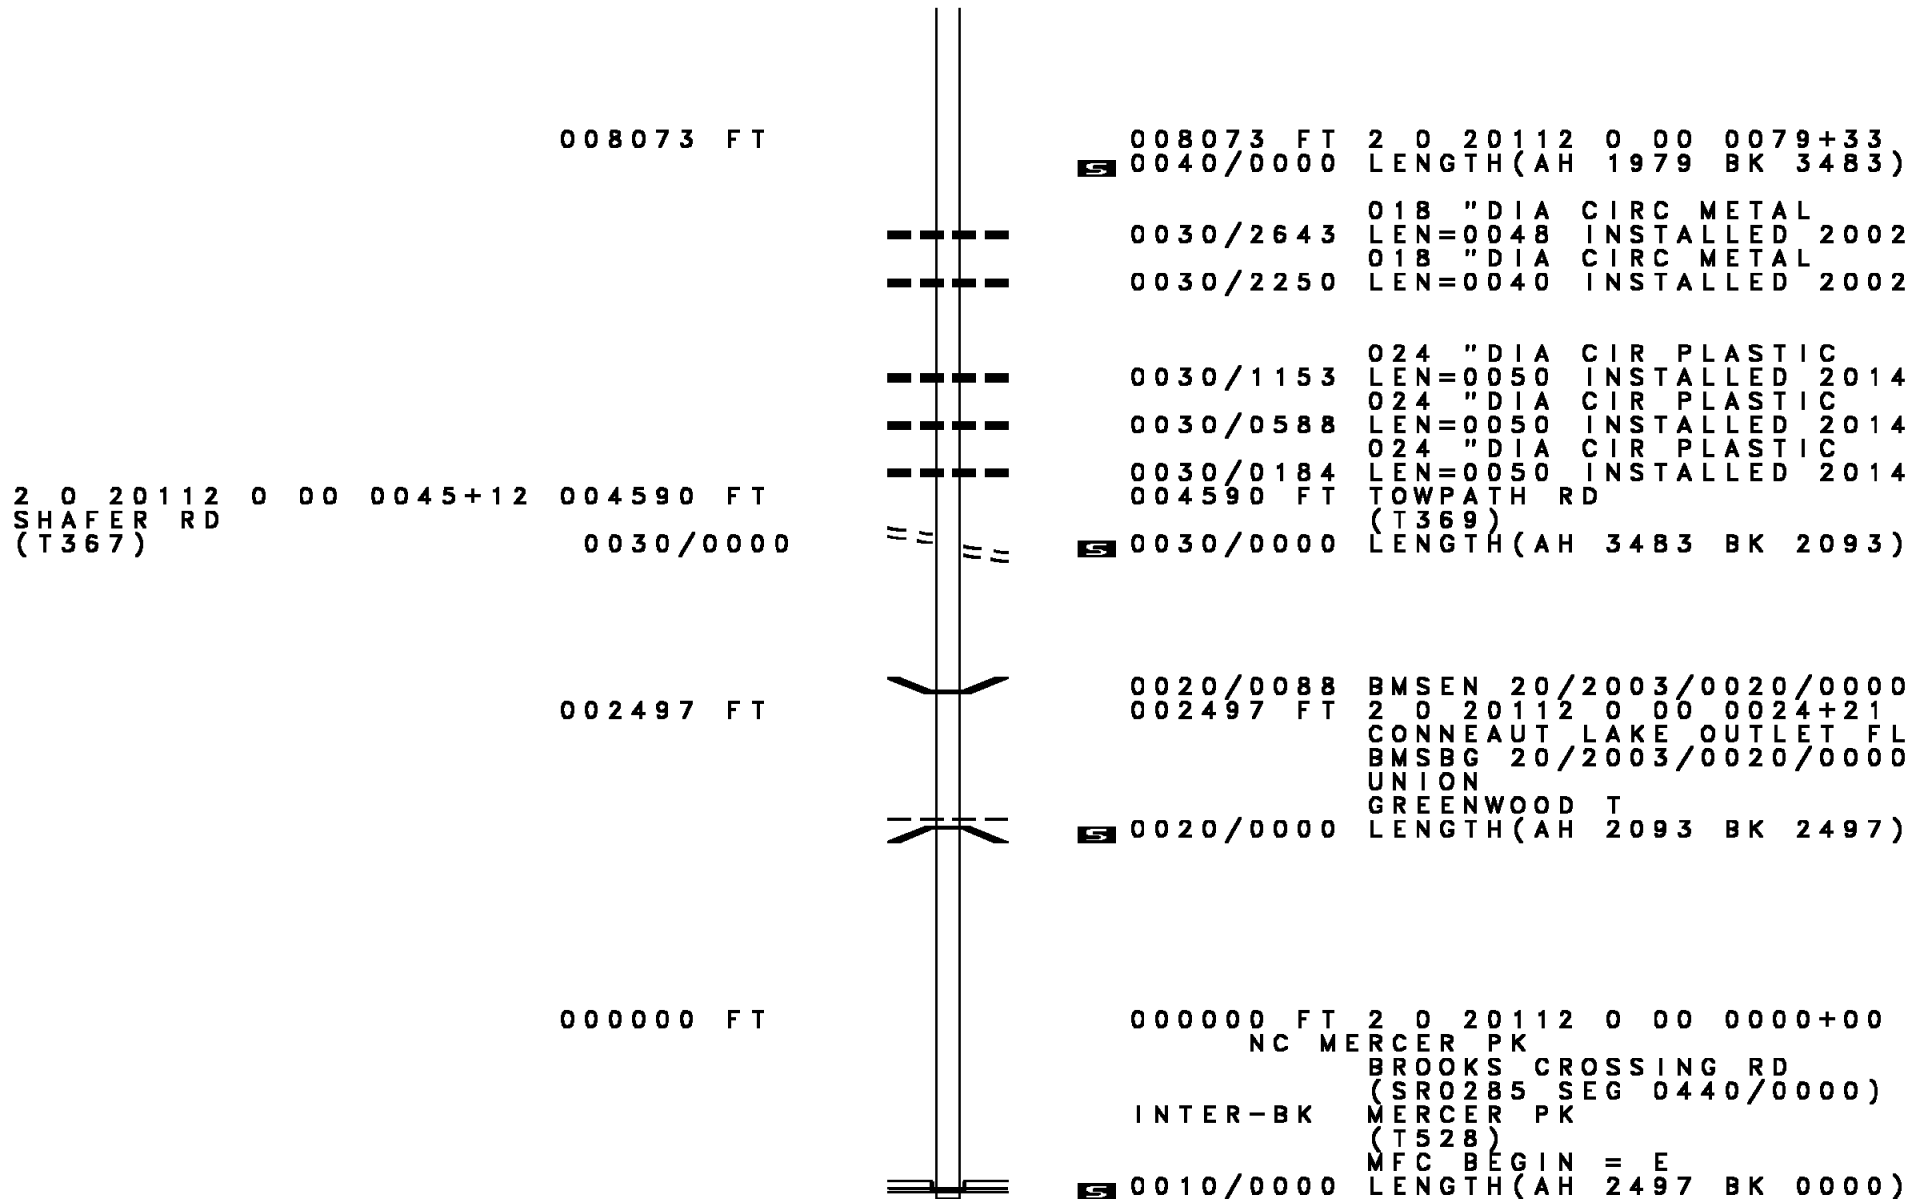 008073 FT 008073 FT 2 0 20112 0 00 0079+33
S 0040/0000 LENGTH(AH 1979 BK 3483)
018 "DIA CIRC METAL
0030/2643 LEN=0048 INSTALLED 2002
018 "DIA CIRC METAL
0030/2250 LEN=0040 INSTALLED 2002
024 "DIA CIR PLASTIC
0030/1153 LEN=0050 INSTALLED 2014
024 "DIA CIR PLASTIC
0030/0588 LEN=0050 INSTALLED 2014
024 "DIA CIR PLASTIC
0030/0184 LEN=0050 INSTALLED 2014
2 0 20112 0 00 0045+12 004590 FT 004590 FT TOWPATH RD
SHAFER RD (T369)
(T367) 0030/0000 S 0030/0000 LENGTH(AH 3483 BK 2093)
0020/0088 BMSEN 20/2003/0020/0000
002497 FT 002497 FT 2 0 20112 0 00 0024+21
CONNEAUT LAKE OUTLET FL
BMSBG 20/2003/0020/0000
UNION
GREENWOOD T
S 0020/0000 LENGTH(AH 2093 BK 2497)
000000 FT 000000 FT 2 0 20112 0 00 0000+00
NC MERCER PK
BROOKS CROSSING RD
(SR0285 SEG 0440/0000)
INTER-BK MERCER PK
(T528)
MFC BEGIN = E
S 0010/0000 LENGTH(AH 2497 BK 0000)